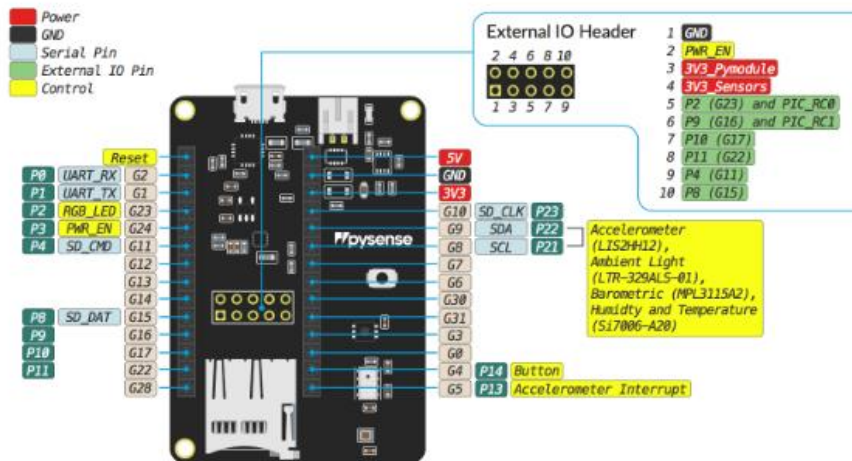 Power
GND
Serial Pin
External IO Pin
Control
External IO Header
2 4 6 8 10
1 3 5 7 9
1 GND
2 PWR_EN
3 3V3_Pymodule
4 3V3_Sensors
5 P2 (G23) and PIC_RC0
6 P9 (G16) and PIC_RC1
7 P10 (G17)
8 P11 (G22)
9 P4 (G11)
10 P8 (G15)
Reset
P0 UART_RX G2
P1 UART_TX G1
P2 RGB_LED G23
P3 PWR_EN G24
P4 SD_CMD G11
G12
G13
G14
P8 SD_DAT G15
P9 G16
P10 G17
P11 G22
G28
pysense
5V
GND
3V3
G10 SD_CLK P23
G9 SDA P22
G8 SCL P21
G7
G6
G30
G31
G3
G0
G4 P14 Button
G5 P13 Accelerometer Interrupt
Accelerometer
(LIS2HH12),
Ambient Light
(LTR-329ALS-01),
Barometric (MPL3115A2),
Humidity and Temperature
(Si7006-A20)